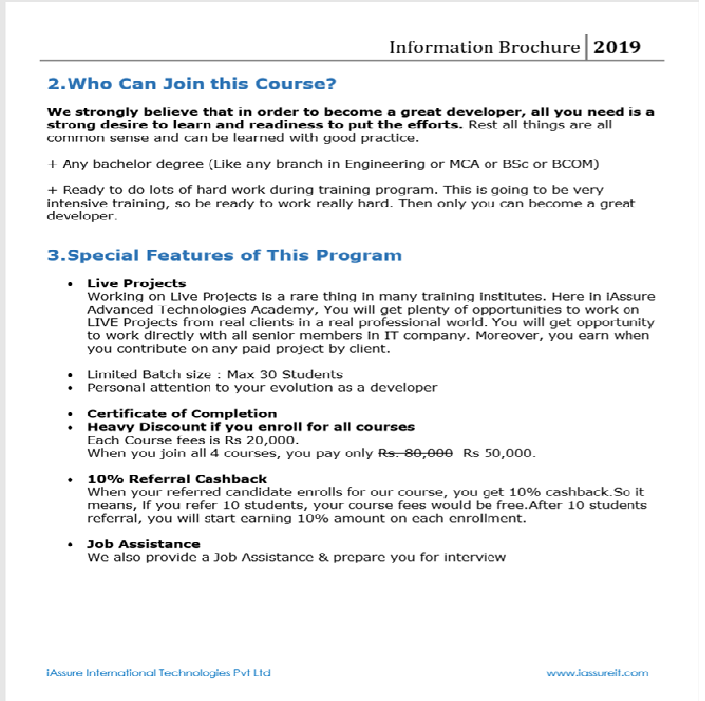 Information Brochure 2019
2.Who Can Join this Course?
We strongly believe that in order to become a great developer, all you need is a
strong desire to learn and readiness to put the efforts. Rest all things are all
common sense and can be learned with good practice.
+ Any bachelor degree (Like any branch in Engineering or MCA or BSc or BCOM)
+ Ready to do lots of hard work during training program. This is going to be very
intensive training, so be ready to work really hard. Then only you can become a great
developer.
3.Special Features of This Program
• Live Projects
Working on Live Projects is a rare thing in many training institutes. Here in iAssure
Advanced Technologies Academy, You will get plenty of opportunities to work on
LIVE Projects from real clients in a real professional world. You will get opportunity
to work directly with all senior members in IT company. Moreover, you earn when
you contribute on any paid project by client.
• Limited Batch size : Max 30 Students
• Personal attention to your evolution as a developer
• Certificate of Completion
• Heavy Discount if you enroll for all courses
Each Course fees is Rs 20,000.
When you join all 4 courses, you pay only Rs. 80,000 Rs 50,000.
• 10% Referral Cashback
When your referred candidate enrolls for our course, you get 10% cashback.So it
means, If you refer 10 students, your course fees would be free.After 10 students
referral, you will start earning 10% amount on each enrollment.
• Job Assistance
We also provide a Job Assistance & prepare you for interview
iAssure International Technologies Pvt Ltd www.iassureit.com